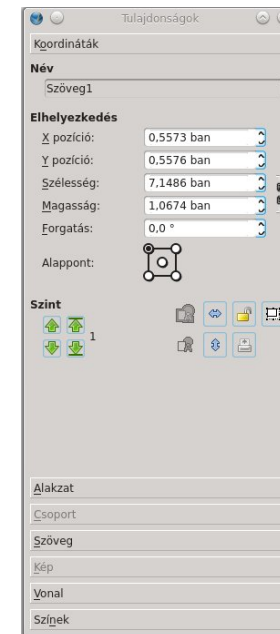 Tulajdonságok
Koordináták
Név
Szöveg1
Elhelyezkedés
X pozíció: 0,5573 ban
Y pozíció: 0,5576 ban
Szélesség: 7,1486 ban
Magasság: 1,0674 ban
Forgatás: 0,0 °
Alappont:
Szint
1
Alakzat
Csoport
Szöveg
Kép
Vonal
Színek